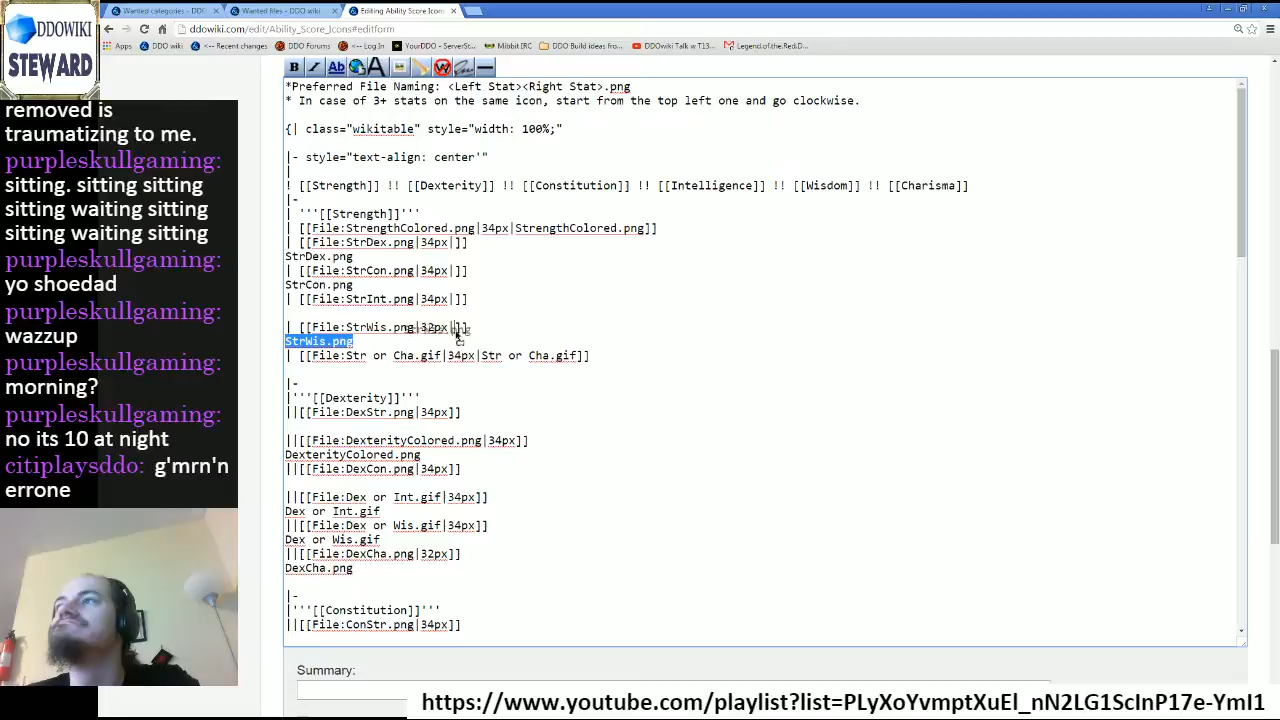 DDOWIKI
STEWARD
removed is
traumatizing to me.
purpleskullgaming:
sitting. sitting sitting
sitting waiting sitting
sitting waiting sitting
purpleskullgaming:
yo shoedad
purpleskullgaming:
wazzup
purpleskullgaming:
morning?
purpleskullgaming:
no its 10 at night
citiplaysddo: g'mrn'n
errone
Wanted categories - DDO
Wanted files - DDO wiki
Editing Ability Score Icons
ddowiki.com/edit/Ability_Score_Icons#editform
Apps DDO wiki <-- Recent changes DDO Forums <-- Log In YourDDO - ServerSt... Mibbit IRC DDO Build ideas from... DDOwiki Talk w T13... Legend.of.the.Red.D...
B I Ab A W
*Preferred File Naming: <Left Stat><Right Stat>.png
* In case of 3+ stats on the same icon, start from the top left one and go clockwise.
{| class="wikitable" style="width: 100%;"
|- style="text-align: center'"
|
! [[Strength]] !! [[Dexterity]] !! [[Constitution]] !! [[Intelligence]] !! [[Wisdom]] !! [[Charisma]]
|-
| '''[[Strength]]'''
| [[File:StrengthColored.png|34px|StrengthColored.png]]
| [[File:StrDex.png|34px|]]
StrDex.png
| [[File:StrCon.png|34px|]]
StrCon.png
| [[File:StrInt.png|34px|]]
| [[File:StrWis.png|32px|]]
StrWis.png
| [[File:Str or Cha.gif|34px|Str or Cha.gif]]
|-
|'''[[Dexterity]]'''
||[[File:DexStr.png|34px]]
||[[File:DexterityColored.png|34px]]
DexterityColored.png
||[[File:DexCon.png|34px]]
||[[File:Dex or Int.gif|34px]]
Dex or Int.gif
||[[File:Dex or Wis.gif|34px]]
Dex or Wis.gif
||[[File:DexCha.png|32px]]
DexCha.png
|-
|'''[[Constitution]]'''
||[[File:ConStr.png|34px]]
Summary:
https://www.youtube.com/playlist?list=PLyXoYvmptXuEl_nN2LG1ScInP17e-YmI1